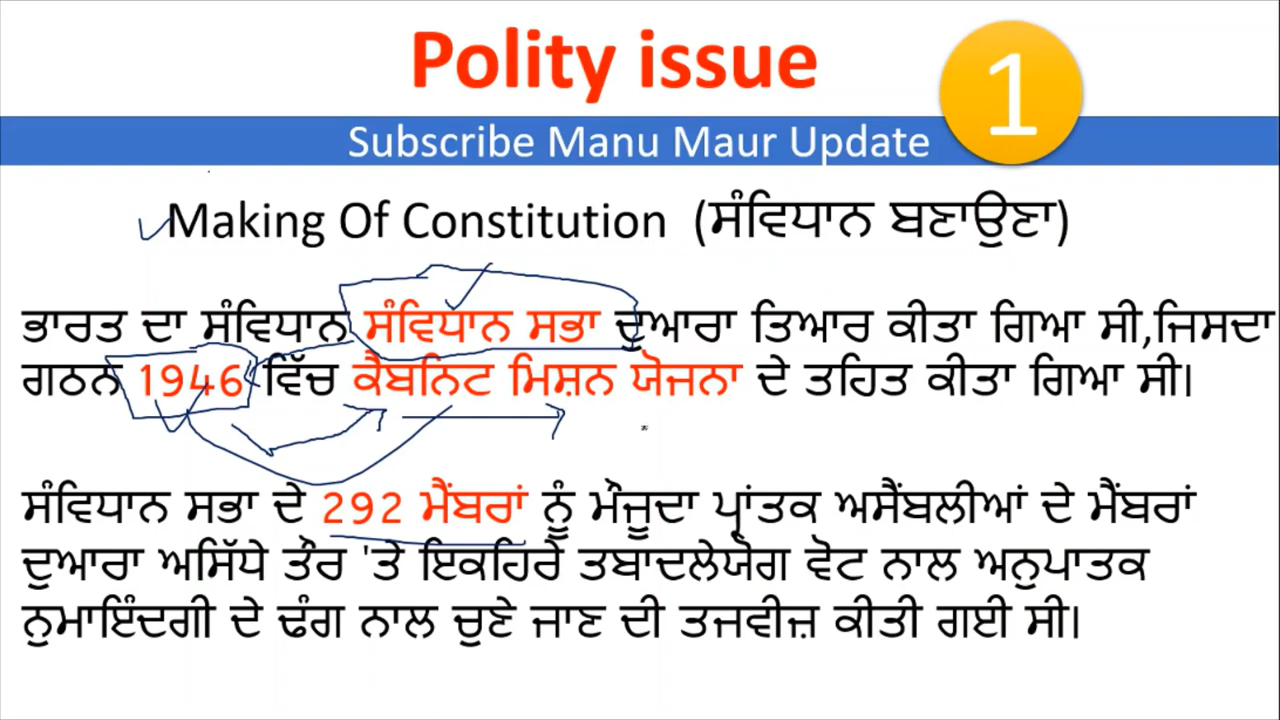 Polity issue
1
Subscribe Manu Maur Update
Making Of Constitution (ਸੰਵਿਧਾਨ ਬਣਾਉਣਾ)
ਭਾਰਤ ਦਾ ਸੰਵਿਧਾਨ ਸੰਵਿਧਾਨ ਸਭਾ ਦੁਆਰਾ ਤਿਆਰ ਕੀਤਾ ਗਿਆ ਸੀ,ਜਿਸਦਾ
ਗਠਨ 1946 ਵਿੱਚ ਕੈਬਨਿਟ ਮਿਸ਼ਨ ਯੋਜਨਾ ਦੇ ਤਹਿਤ ਕੀਤਾ ਗਿਆ ਸੀ।
ਸੰਵਿਧਾਨ ਸਭਾ ਦੇ 292 ਮੈਂਬਰਾਂ ਨੂੰ ਮੌਜੂਦਾ ਪ੍ਰਾਂਤਕ ਅਸੈਂਬਲੀਆਂ ਦੇ ਮੈਂਬਰਾਂ
ਦੁਆਰਾ ਅਸਿੱਧੇ ਤੌਰ 'ਤੇ ਇਕਹਿਰੇ ਤਬਾਦਲੇਯੋਗ ਵੋਟ ਨਾਲ ਅਨੁਪਾਤਕ
ਨੁਮਾਇੰਦਗੀ ਦੇ ਢੰਗ ਨਾਲ ਚੁਣੇ ਜਾਣ ਦੀ ਤਜਵੀਜ਼ ਕੀਤੀ ਗਈ ਸੀ।